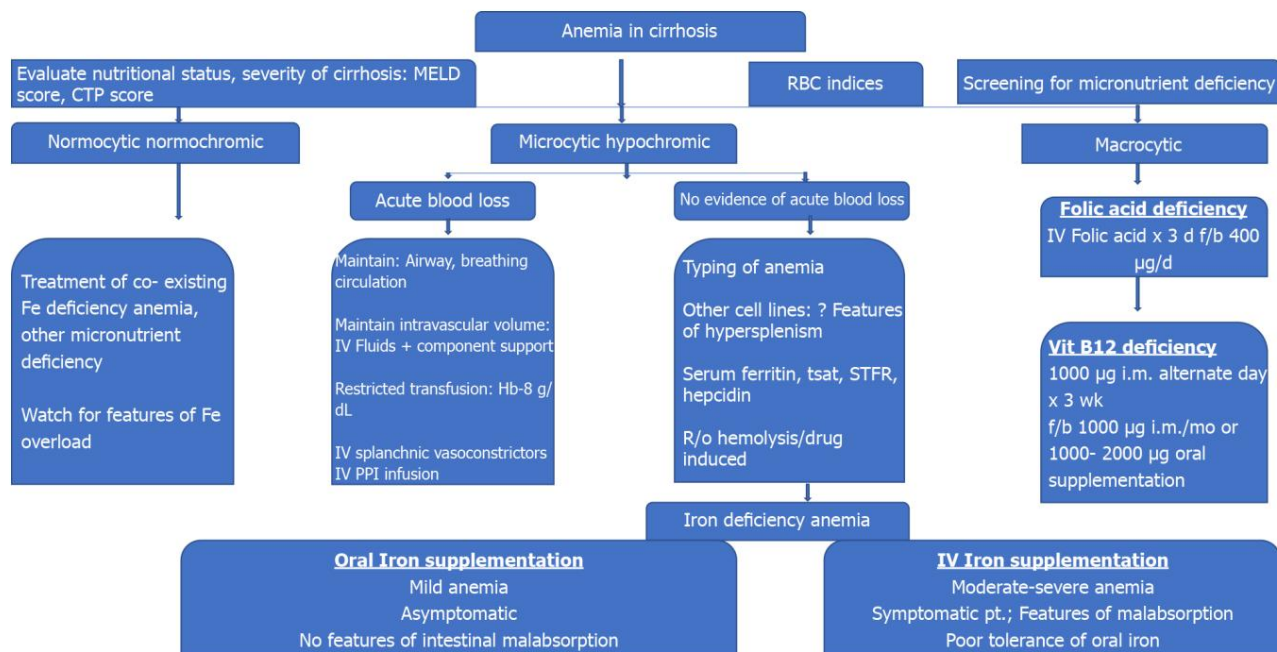 Anemia in cirrhosis
Evaluate nutritional status, severity of cirrhosis: MELD
score, CTP score
RBC indices
Screening for micronutrient deficiency
Normocytic normochromic
Microcytic hypochromic
Macrocytic
Acute blood loss
No evidence of acute blood loss
Treatment of co- existing
Fe deficiency anemia,
other micronutrient
deficiency
Watch for features of Fe
overload
Maintain: Airway, breathing
circulation
Maintain intravascular volume:
IV Fluids + component support
Restricted transfusion: Hb-8 g/
dL
IV splanchnic vasoconstrictors
IV PPI infusion
Typing of anemia
Other cell lines: ? Features
of hypersplenism
Serum ferritin, tsat, STFR,
hepcidin
R/o hemolysis/drug
induced
Folic acid deficiency
IV Folic acid x 3 d f/b 400
µg/d
Vit B12 deficiency
1000 µg i.m. alternate day
x 3 wk
f/b 1000 µg i.m./mo or
1000- 2000 µg oral
supplementation
Iron deficiency anemia
Oral Iron supplementation
Mild anemia
Asymptomatic
No features of intestinal malabsorption
IV Iron supplementation
Moderate-severe anemia
Symptomatic pt.; Features of malabsorption
Poor tolerance of oral iron